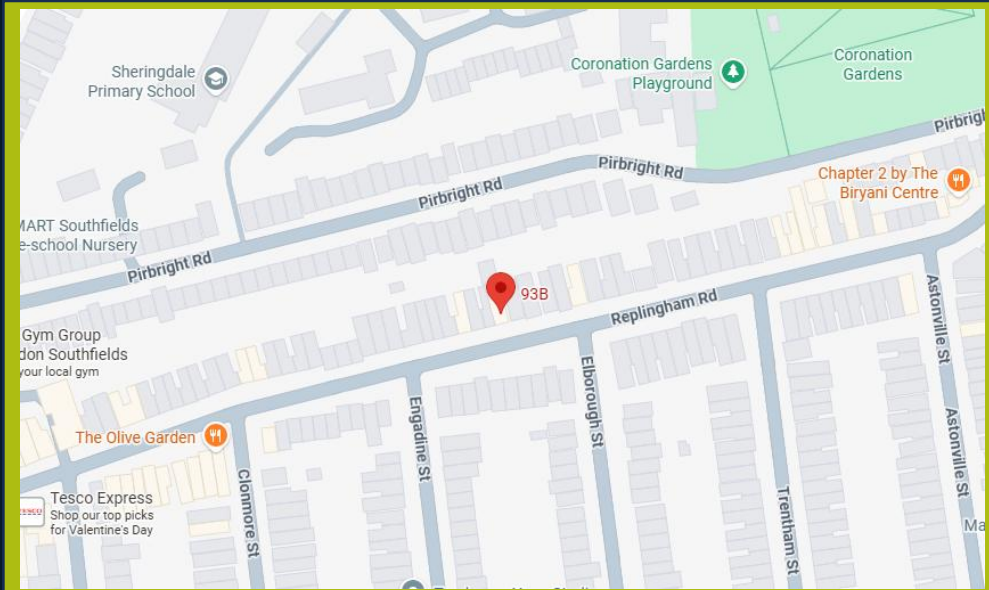 Sheringdale
Primary School
Coronation Gardens
Playground
Coronation
Gardens
Pirbright Rd
Pirbright Rd
Chapter 2 by The
Biryani Centre
MART Southfields
e-school Nursery
Pirbright Rd
93B
Replingham Rd
Astonville St
Gym Group
don Southfields
your local gym
Elborough St
Engadine St
The Olive Garden
Astonville St
Clonmore St
Trentham St
TESCO
Tesco Express
Shop our top picks
for Valentine's Day